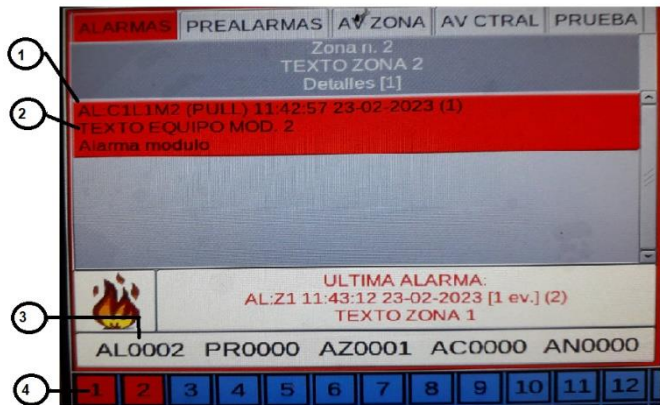 ALARMAS PREALARMAS AV ZONA AV CTRAL PRUEBA
Zona n. 2
TEXTO ZONA 2
Detalles [1]
1
AL:C1L1M2 (PULL) 11:42:57 23-02-2023 (1)
2
TEXTO EQUIPO MOD. 2
Alarma modulo
ULTIMA ALARMA:
AL:Z1 11:43:12 23-02-2023 [1 ev.] (2)
TEXTO ZONA 1
3
AL0002 PR0000 AZ0001 AC0000 AN0000
4
1 2 3 4 5 6 7 8 9 10 11 12